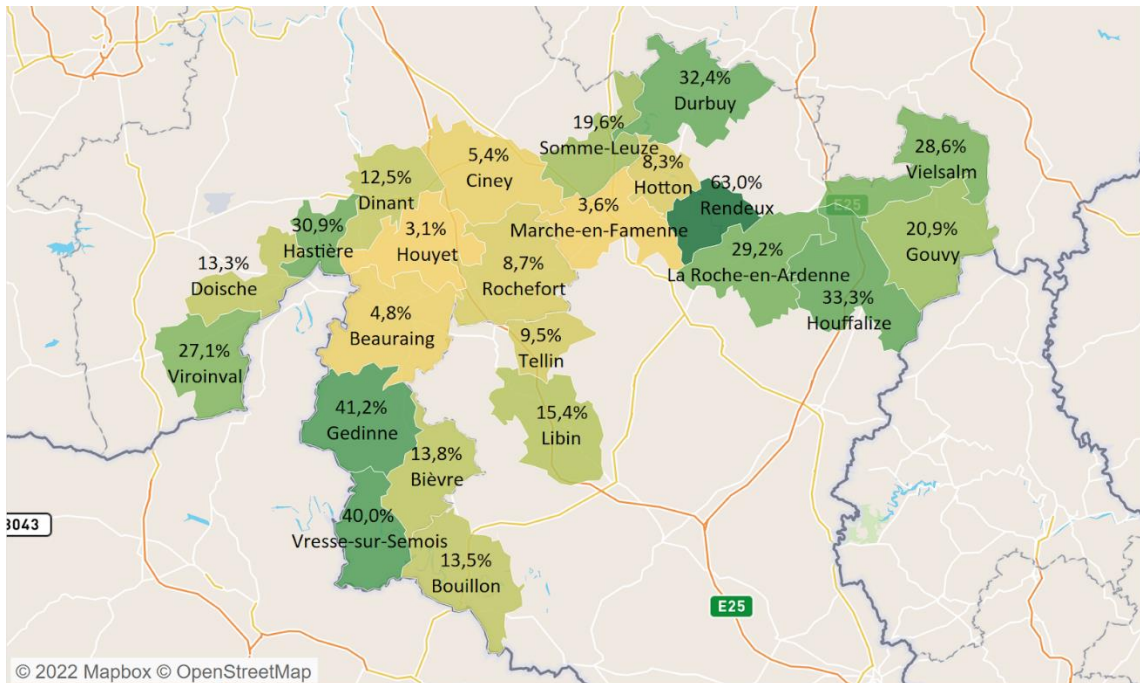 32,4%
Durbuy
19,6%
Somme-Leuze
28,6%
Vielsalm
5,4%
Ciney
8,3%
Hotton
12,5%
Dinant
63,0%
Rendeux
E25
3,6%
Marche-en-Famenne
30,9%
Hastière
3,1%
Houyet
20,9%
Gouvy
29,2%
La Roche-en-Ardenne
13,3%
Doische
8,7%
Rochefort
33,3%
Houffalize
4,8%
Beauraing
9,5%
Tellin
27,1%
Viroinval
41,2%
Gedinne
15,4%
Libin
13,8%
Bièvre
40,0%
Vresse-sur-Semois
8043
13,5%
Bouillon
E25
© 2022 Mapbox © OpenStreetMap